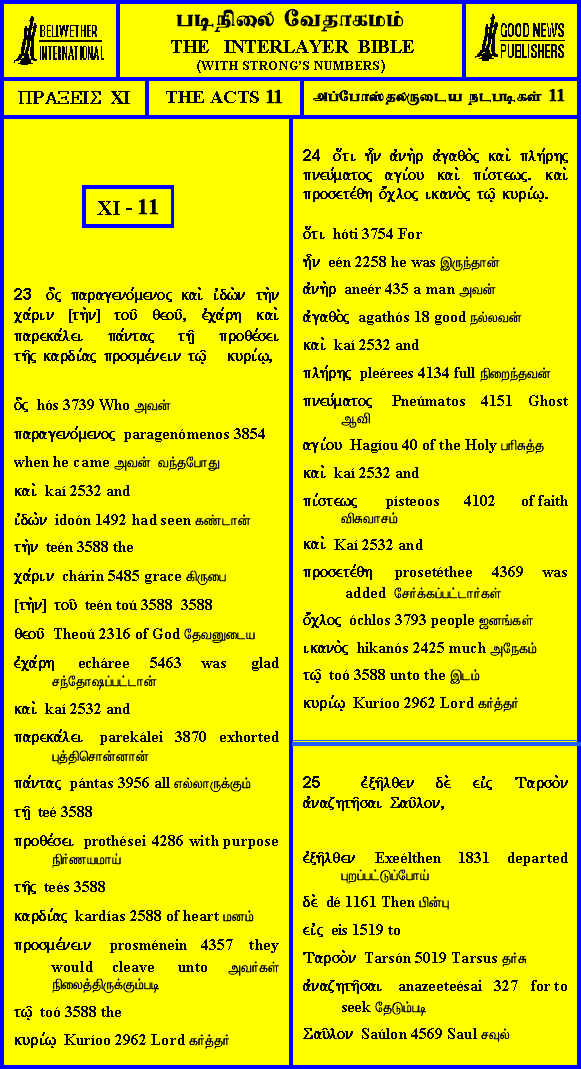 BELIWETHER
INTERNATIONAL
படிநிலை வேதாகமம்
THE INTERLAYER BIBLE
(WITH STRONG'S NUMBERS)
GOOD NEWS
PUBLISHERS
ΠΡΑΞΕΙΣ XI
THE ACTS 11
அப்போஸ்தலருடைய நடபடிகள் 11
XI - 11
23 ὃς παραγενόμενος καὶ ἰδὼν τὴν
χάριν [τὴν] τοῦ θεοῦ, ἐχάρη καὶ
παρεκάλει πάντας τῇ προθέσει
τῆς καρδίας προσμένειν τῷ κυρίῳ,
ὃς hós 3739 Who அவன்
παραγενόμενος paragenómenos 3854
when he came அவன் வந்தபோது
καὶ kaí 2532 and
ἰδὼν idoón 1492 had seen கண்டான்
τὴν teén 3588 the
χάριν chárin 5485 grace கிருபை
[τὴν] τοῦ teén toú 3588 3588
θεοῦ Theoú 2316 of God தேவனுடைய
ἐχάρη echáree 5463 was glad
சந்தோஷப்பட்டான்
καὶ kaí 2532 and
παρεκάλει parekálei 3870 exhorted
புத்திசொன்னான்
πάντας pántas 3956 all எல்லாருக்கும்
τῇ teé 3588
προθέσει prothései 4286 with purpose
நிர்ணயமாய்
τῆς teés 3588
καρδίας kardías 2588 of heart மனம்
προσμένειν prosménein 4357 they
would cleave unto அவர்கள்
நிலைத்திருக்கும்படி
τῷ toó 3588 the
κυρίῳ Kuríoo 2962 Lord கர்த்தர்
24 ὅτι ἦν ἀνὴρ ἀγαθὸς καὶ πλήρης
πνεύματος αγίου καὶ πίστεως. καὶ
προσετέθη ὄχλος ικανὸς τῷ κυρίῳ.
ὅτι hóti 3754 For
ἦν eén 2258 he was இருந்தான்
ἀνὴρ aneér 435 a man அவன்
ἀγαθὸς agathós 18 good நல்லவன்
καὶ kaí 2532 and
πλήρης pleérees 4134 full நிறைந்தவன்
πνεύματος Pneúmatos 4151 Ghost
ஆவி
αγίου Hagíou 40 of the Holy பரிசுத்த
καὶ kaí 2532 and
πίστεως písteoos 4102 of faith
விசுவாசம்
καὶ Kaí 2532 and
προσετέθη prosetéthee 4369 was
added சேர்க்கப்பட்டார்கள்
ὄχλος óchlos 3793 people ஜனங்கள்
ικανὸς hikanós 2425 much அநேகம்
τῷ toó 3588 unto the இடம்
κυρίῳ Kuríoo 2962 Lord கர்த்தர்
25 ἐξῆλθεν δὲ εἰς Ταρσὸν
ἀναζητῆσαι Σαῦλον,
ἐξῆλθεν Exeélthen 1831 departed
புறப்பட்டுப்போய்
δὲ dé 1161 Then பின்பு
εἰς eis 1519 to
Ταρσὸν Tarsón 5019 Tarsus தர்சு
ἀναζητῆσαι anazeeteésai 327 for to
seek தேடும்படி
Σαῦλον Saúlon 4569 Saul சவுல்